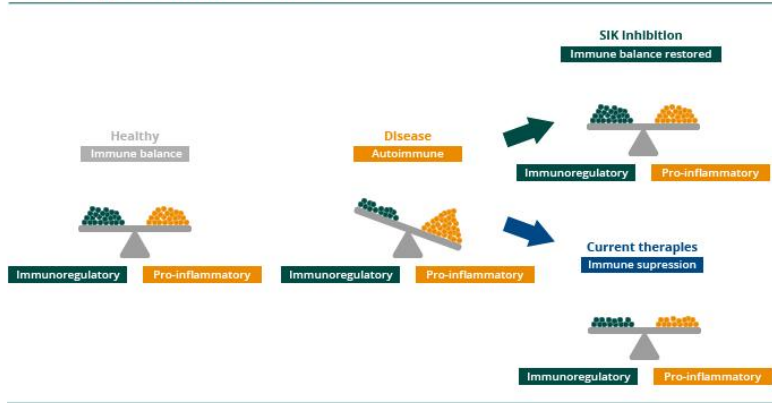 SIK Inhibition
Immune balance restored
Healthy
Immune balance
Disease
Autoimmune
Immunoregulatory
Pro-inflammatory
Immunoregulatory
Pro-inflammatory
Immunoregulatory
Pro-inflammatory
Current therapies
Immune supression
Immunoregulatory
Pro-inflammatory